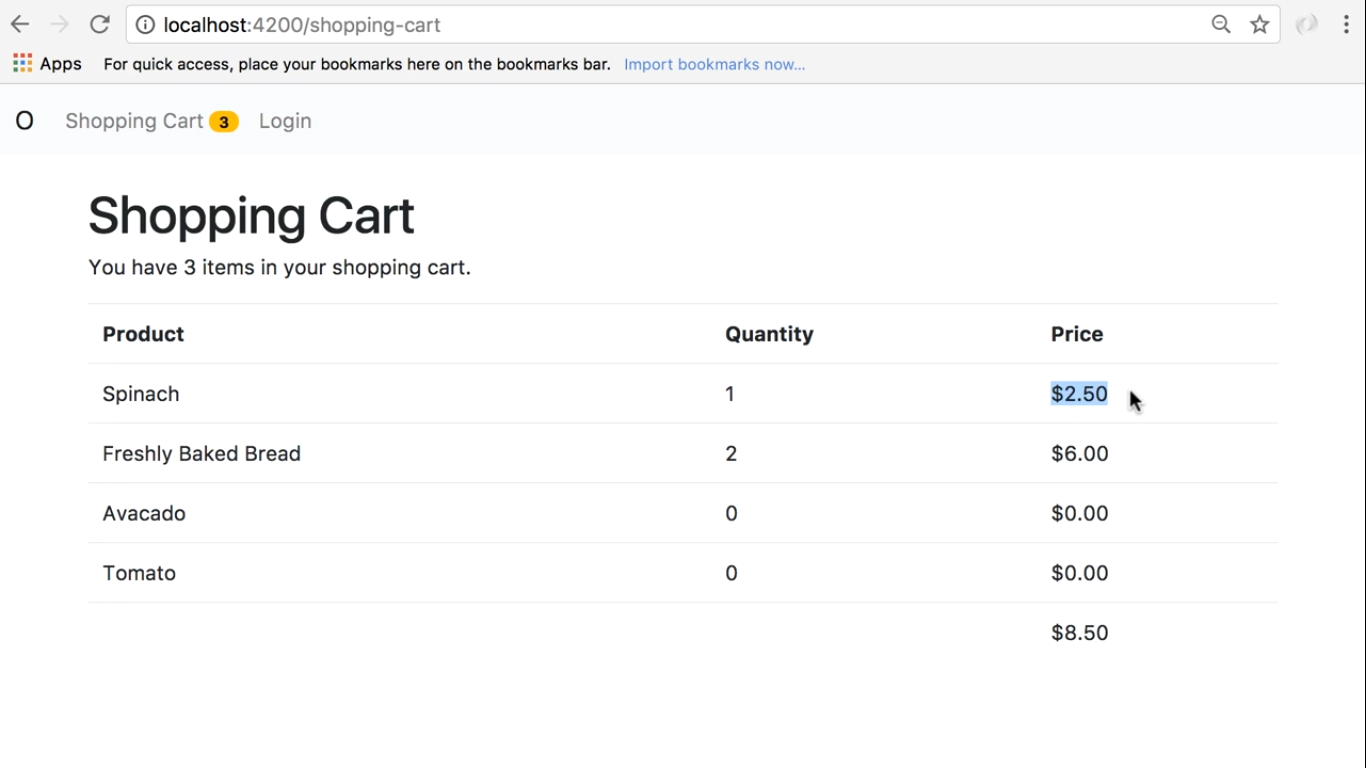 localhost:4200/shopping-cart
Apps For quick access, place your bookmarks here on the bookmarks bar. Import bookmarks now...
O Shopping Cart 3 Login
Shopping Cart
You have 3 items in your shopping cart.
Product Quantity Price
Spinach 1 $2.50
Freshly Baked Bread 2 $6.00
Avacado 0 $0.00
Tomato 0 $0.00
$8.50